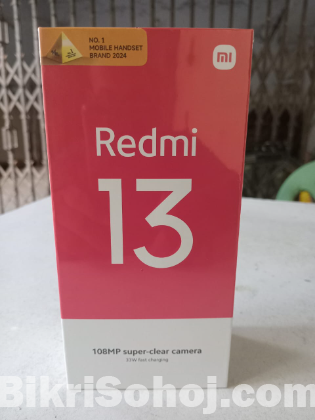 NO. 1
MOBILE HANDSET
BRAND 2024
mi
Redmi
13
108MP super-clear camera
33W fast charging
BikriSohoj.com